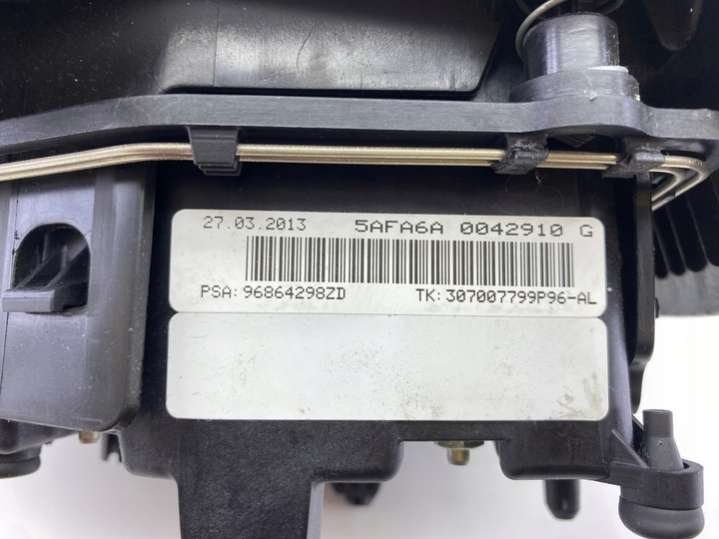 27.03.2013 5AFA6A 0042910 G
PSA: 96864298ZD TK: 307007799P96-AL